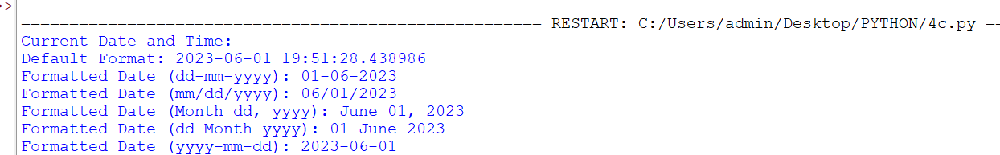 >>
====================================================== RESTART: C:/Users/admin/Desktop/PYTHON/4c.py ==
Current Date and Time:
Default Format: 2023-06-01 19:51:28.438986
Formatted Date (dd-mm-yyyy): 01-06-2023
Formatted Date (mm/dd/yyyy): 06/01/2023
Formatted Date (Month dd, yyyy): June 01, 2023
Formatted Date (dd Month yyyy): 01 June 2023
Formatted Date (yyyy-mm-dd): 2023-06-01